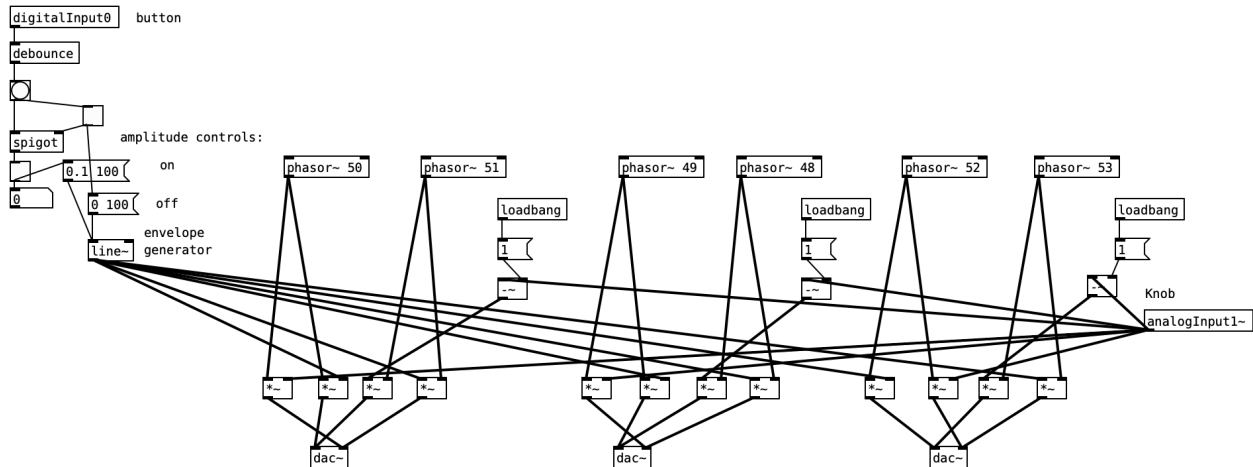 digitalInput0 button
debounce
spigot
amplitude controls:
0.1 100 on
0
0 100 off
envelope
line~ generator
phasor~ 50 phasor~ 51 phasor~ 49 phasor~ 48 phasor~ 52 phasor~ 53
loadbang loadbang loadbang
1 1 1
-~ -~ -~
Knob
analogInput1~
*~ *~ *~ *~ *~ *~ *~ *~ *~ *~ *~ *~
dac~ dac~ dac~